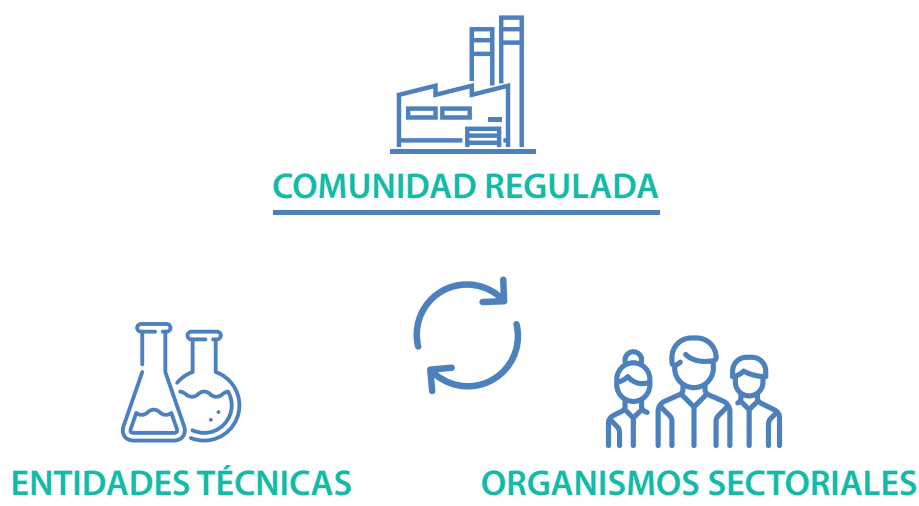 COMUNIDAD REGULADA
ENTIDADES TÉCNICAS
ORGANISMOS SECTORIALES